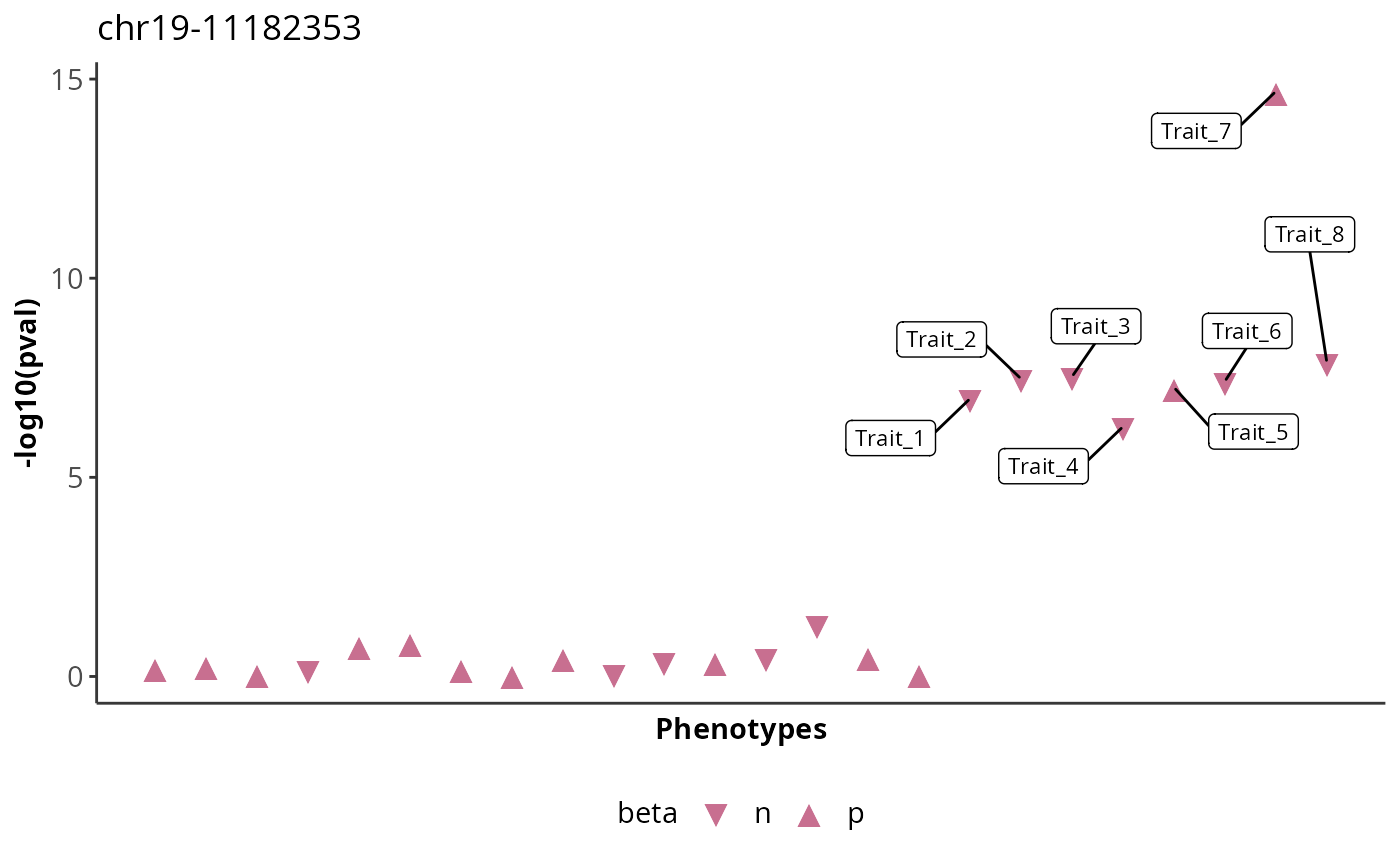 chr19-11182353
15
10
5
0
-log10(pval)
Trait_7
Trait_8
Trait_3
Trait_6
Trait_2
Trait_5
Trait_1
Trait_4
Phenotypes
beta n p